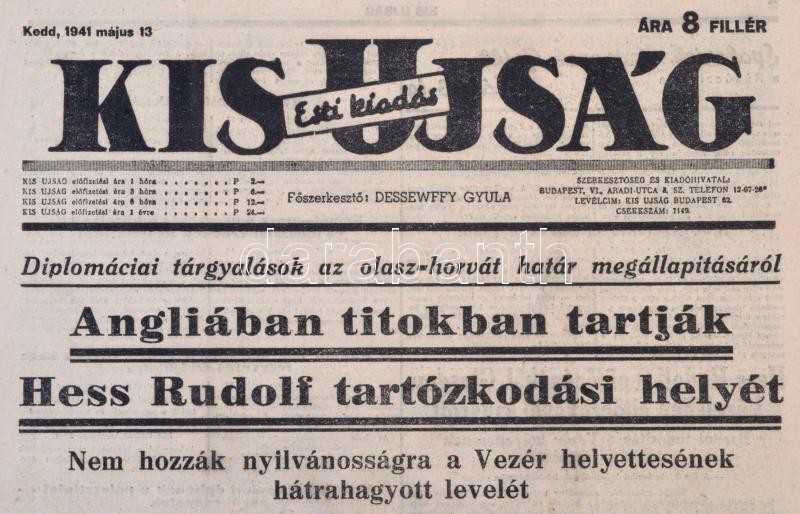 Kedd, 1941 május 13
ÁRA 8 FILLÉR
KIS UJSÁG
Esti kiadás
KIS UJSÁG előfizetési ára 1 hóra . . . . . . . P 2.—
KIS UJSÁG előfizetési ára 3 hóra . . . . . . . P 6.—
KIS UJSÁG előfizetési ára 6 hóra . . . . . . . P 12.—
KIS UJSÁG előfizetési ára 1 évre . . . . . . . P 24.—
Főszerkesztő: DESSEWFFY GYULA
SZERKESZTŐSÉG ÉS KIADÓHIVATAL:
BUDAPEST, VI., ARADI-UTCA 8. SZ. TELEFON
LEVÉLCIM: KIS UJSÁG BUDAPEST 62.
CSEKKSZÁM: 7149.
Diplomáciai tárgyalások az olasz-horvát határ megállapitásáról
Angliában titokban tartják
Hess Rudolf tartózkodási helyét
Nem hozzák nyilvánosságra a Vezér helyettesének
hátrahagyott levelét
darabanth